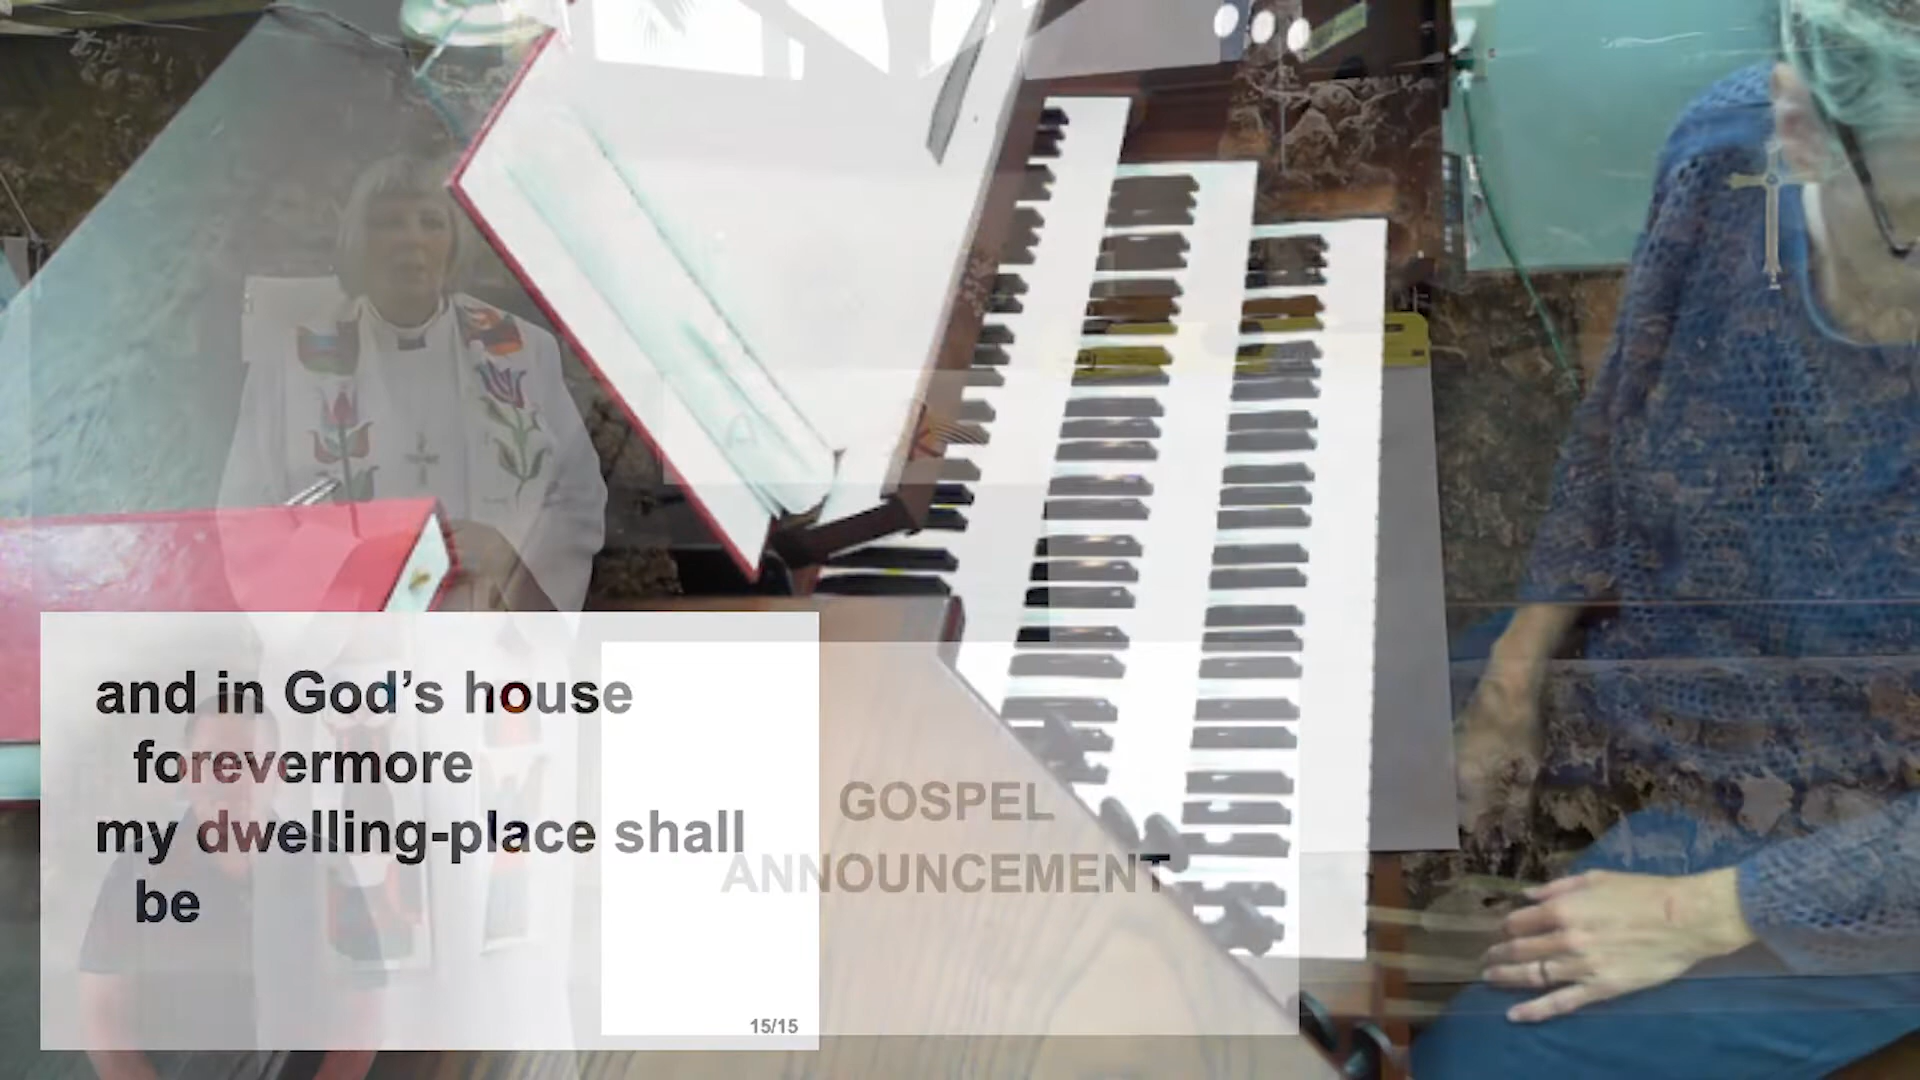 and in God’s house
forevermore
my dwelling-place shall
be
15/15
GOSPEL
ANNOUNCEMENT